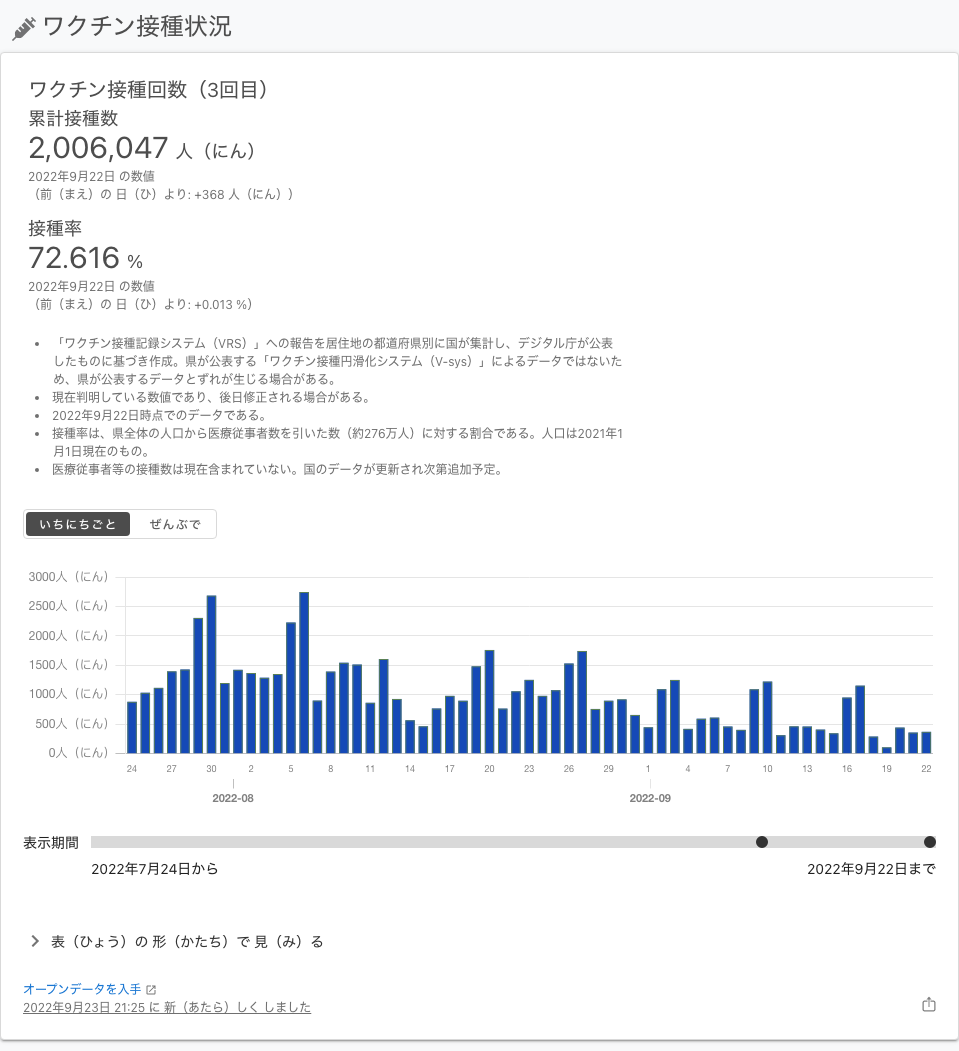 ワクチン接種状況
ワクチン接種回数（3回目）
累計接種数
2,006,047 人（にん）
2022年9月22日 の数値
（前（まえ）の 日（ひ）より: +368 人（にん））
接種率
72.616 %
2022年9月22日 の数値
（前（まえ）の 日（ひ）より: +0.013 %）
• 「ワクチン接種記録システム（VRS）」への報告を居住地の都道府県別に国が集計し、デジタル庁が公表
したものに基づき作成。県が公表する「ワクチン接種円滑化システム（V-sys）」によるデータではないた
め、県が公表するデータとずれが生じる場合がある。
• 現在判明している数値であり、後日修正される場合がある。
• 2022年9月22日時点でのデータである。
• 接種率は、県全体の人口から医療従事者数を引いた数（約276万人）に対する割合である。人口は2021年1
月1日現在のもの。
• 医療従事者等の接種数は現在含まれていない。国のデータが更新され次第追加予定。
いちにちごと ぜんぶで
3000人（にん）
2500人（にん）
2000人（にん）
1500人（にん）
1000人（にん）
500人（にん）
0人（にん）
24 27 30 2 5 8 11 14 17 20 23 26 29 1 4 7 10 13 16 19 22
2022-08 2022-09
表示期間
2022年7月24日から 2022年9月22日まで
表（ひょう）の 形（かたち）で 見（み）る
オープンデータを入手
2022年9月23日 21:25 に 新（あたら）しく しました